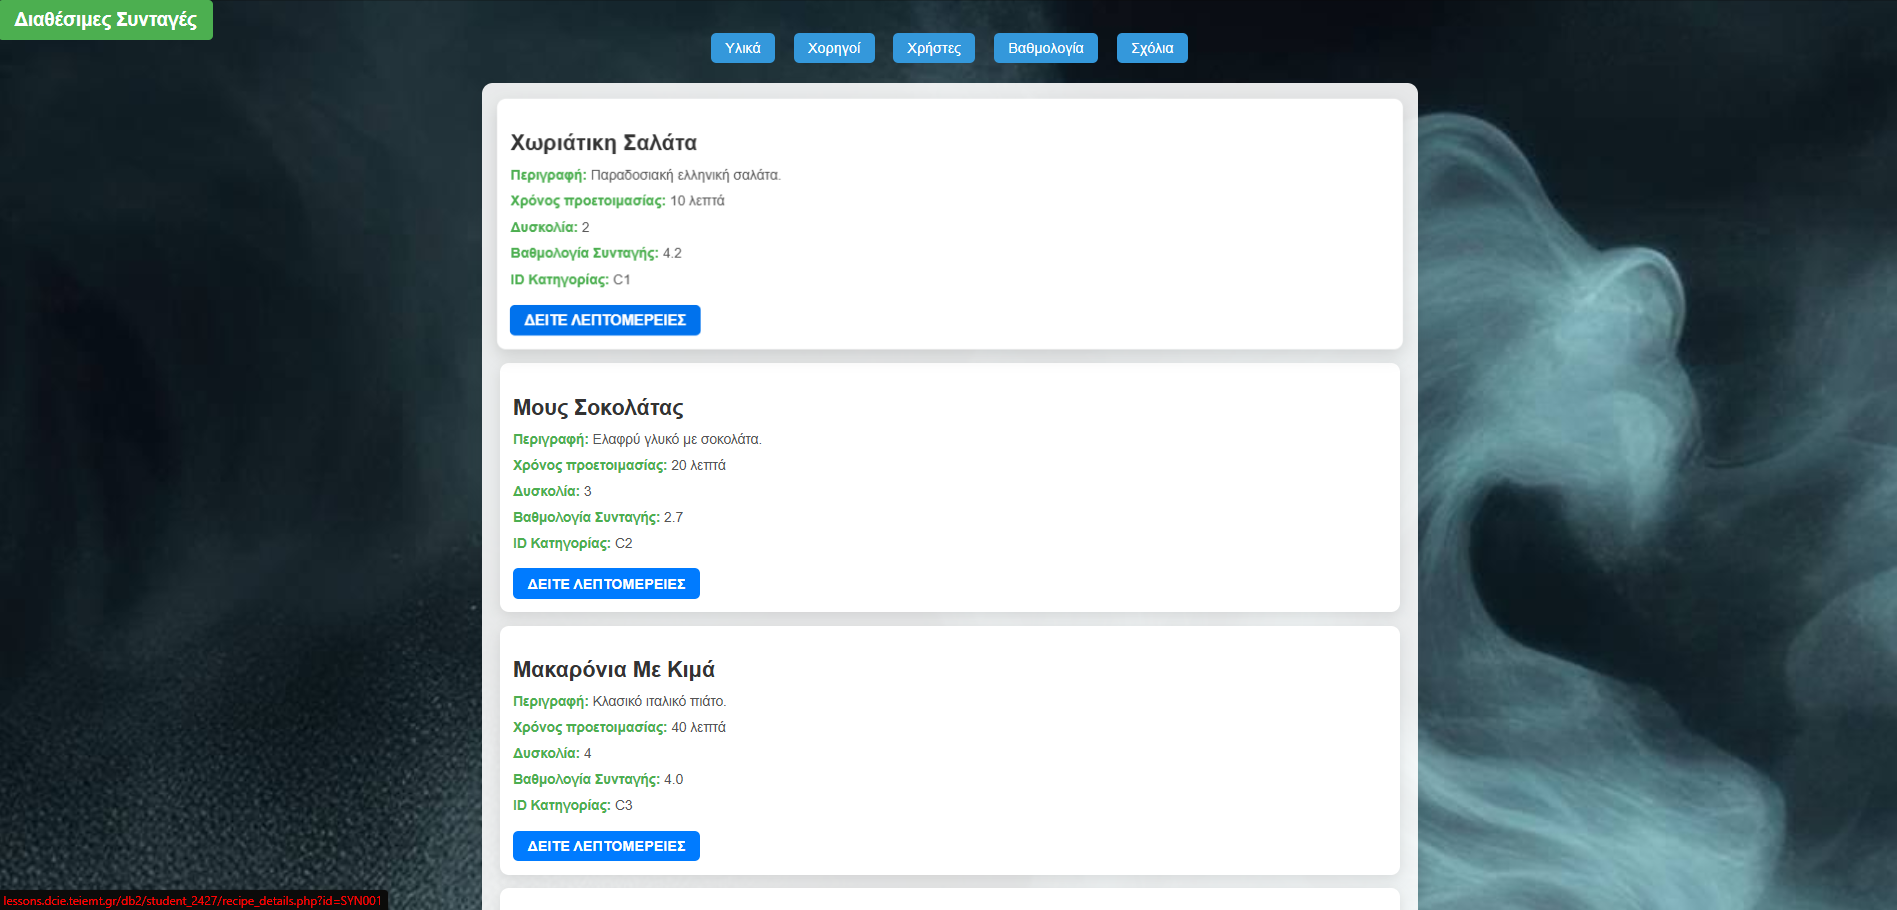 Διαθέσιμες Συνταγές
Υλικά Χορηγοί Χρήστες Βαθμολογία Σχόλια
Χωριάτικη Σαλάτα
Περιγραφή: Παραδοσιακή ελληνική σαλάτα.
Χρόνος προετοιμασίας: 10 λεπτά
Δυσκολία: 2
Βαθμολογία Συνταγής: 4.2
ID Κατηγορίας: C1
ΔΕΙΤΕ ΛΕΠΤΟΜΕΡΕΙΕΣ
Μους Σοκολάτας
Περιγραφή: Ελαφρύ γλυκό με σοκολάτα.
Χρόνος προετοιμασίας: 20 λεπτά
Δυσκολία: 3
Βαθμολογία Συνταγής: 2.7
ID Κατηγορίας: C2
ΔΕΙΤΕ ΛΕΠΤΟΜΕΡΕΙΕΣ
Μακαρόνια Με Κιμά
Περιγραφή: Κλασικό ιταλικό πιάτο.
Χρόνος προετοιμασίας: 40 λεπτά
Δυσκολία: 4
Βαθμολογία Συνταγής: 4.0
ID Κατηγορίας: C3
ΔΕΙΤΕ ΛΕΠΤΟΜΕΡΕΙΕΣ
lessons.dcie.teiemt.gr/db2/student_2427/recipe_details.php?id=SYN001